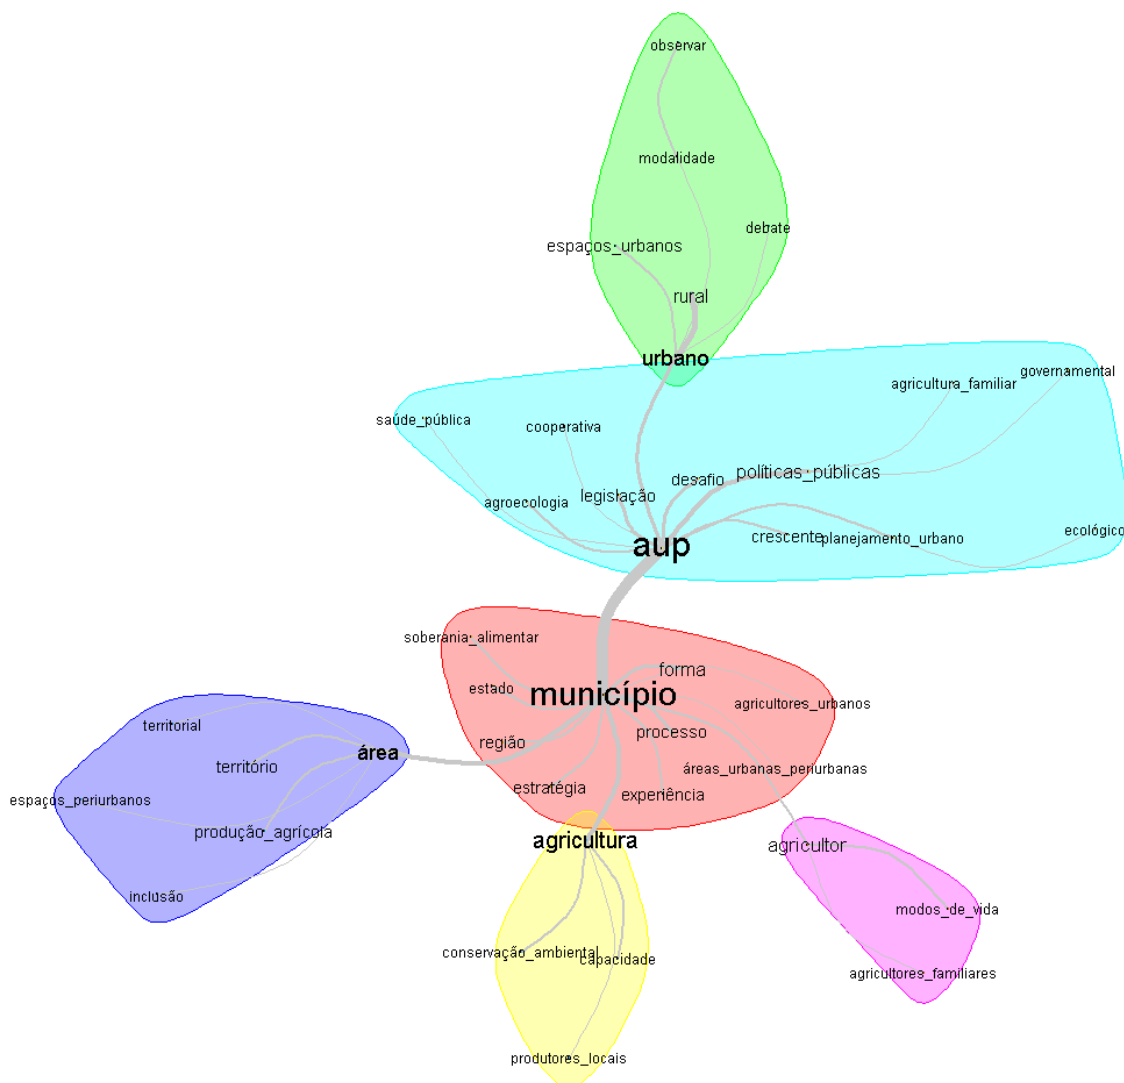 observar
modalidade
debate
espaços_urbanos
rural
urbano
governamental
agricultura_familiar
saúde_pública
cooperativa
políticas_públicas
desafio
legislação
agroecologia
ecológico
crescente
planejamento_urbano
aup
soberania_alimentar
forma
estado
município
agricultores_urbanos
territorial
processo
região
área
território
áreas_urbanas_periurbanas
estratégia
experiência
espaços_periurbanos
produção_agrícola
agricultura
agricultor
inclusão
modos_de_vida
conservação_ambiental
capacidade
agricultores_familiares
produtores_locais